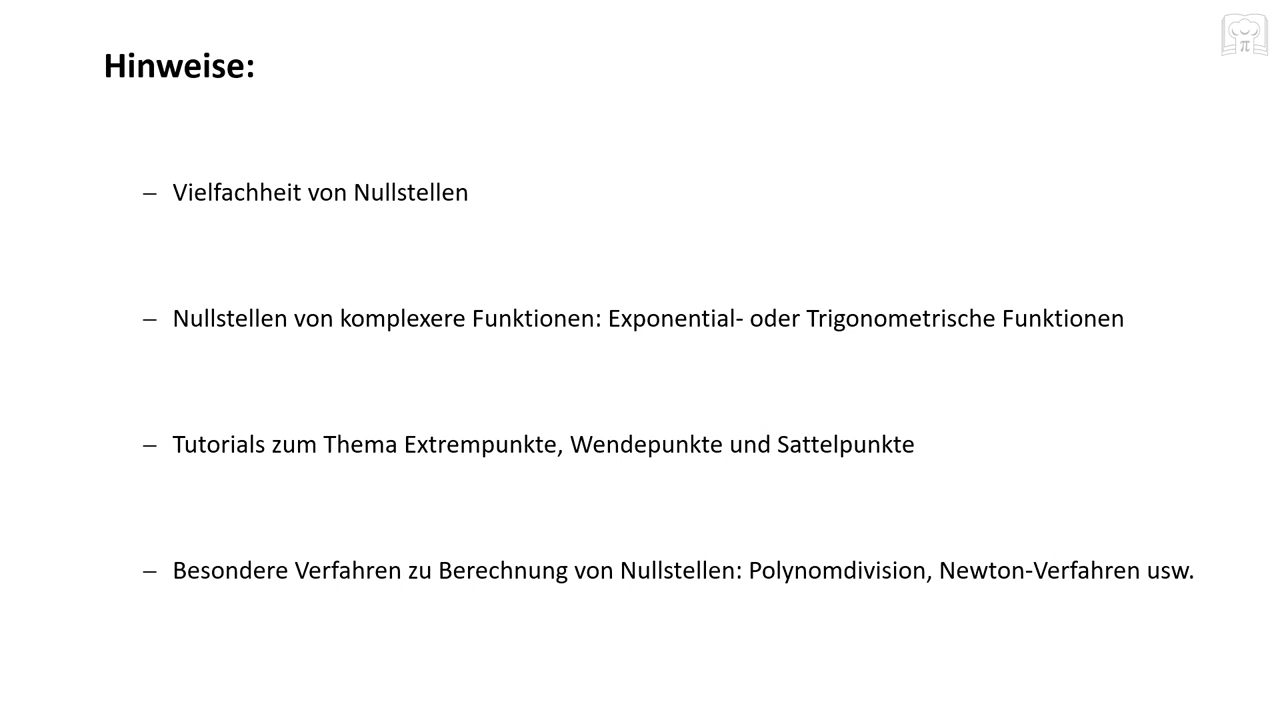 Hinweise:
– Vielfachheit von Nullstellen
– Nullstellen von komplexere Funktionen: Exponential- oder Trigonometrische Funktionen
– Tutorials zum Thema Extrempunkte, Wendepunkte und Sattelpunkte
– Besondere Verfahren zu Berechnung von Nullstellen: Polynomdivision, Newton-Verfahren usw.
π